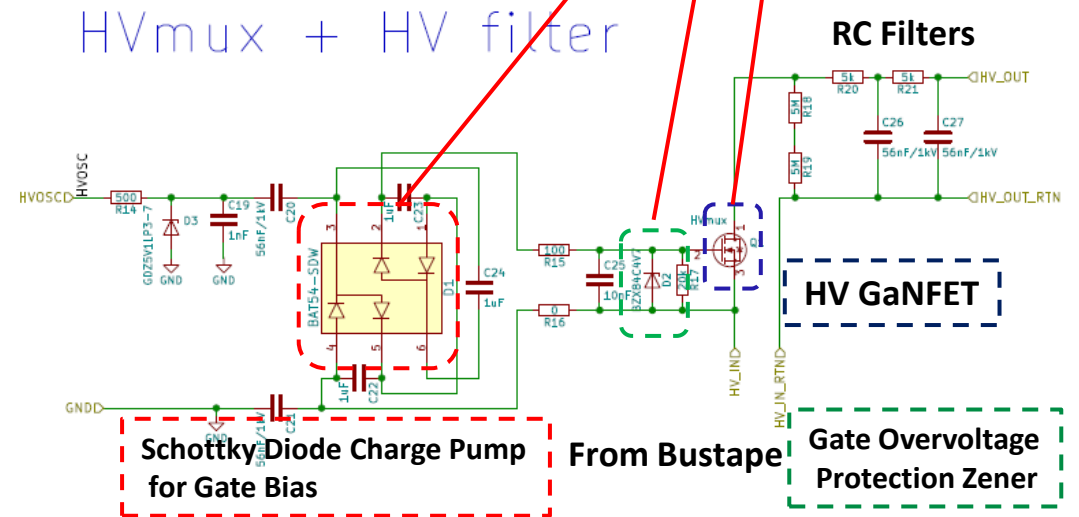 HVmux + HV filter
RC Filters
5k
R20
5k
R21
HV_OUT
5M
R18
C26
56nF/1kV
C27
56nF/1kV
5M
R19
HV_OUT_RTN
HVOSC
HVOSC
500
R14
D3
GDZ5V1LP3-7
GND
C19
1nF
GND
56nF/1kV
C20
3
2
1uF
C23
1
BAT54-SDW
D1
C24
1uF
4
5
6
1uF
C22
100
R15
0
R16
C25
10nF
BZX84C4V7
D2
20k
R17
HVmux
2
1
3
HV GaNFET
HV_IN
HV_IN_RTN
GND
GND
56nF/1kV
C21
Schottky Diode Charge Pump
for Gate Bias
From Bustape
Gate Overvoltage
Protection Zener